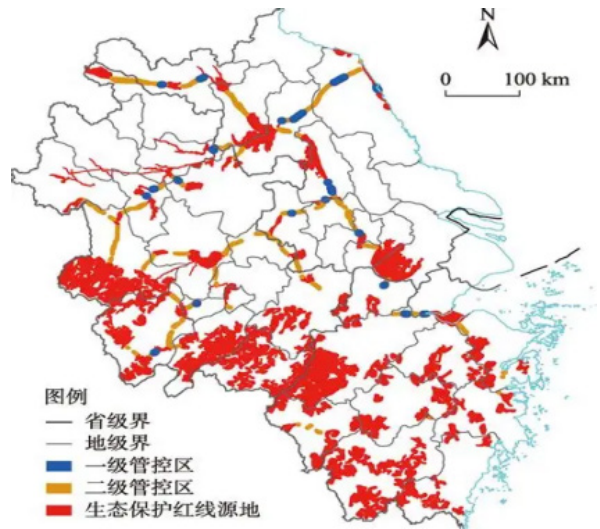 N
0 100 km
图例
省级界
地级界
一级管控区
二级管控区
生态保护红线源地